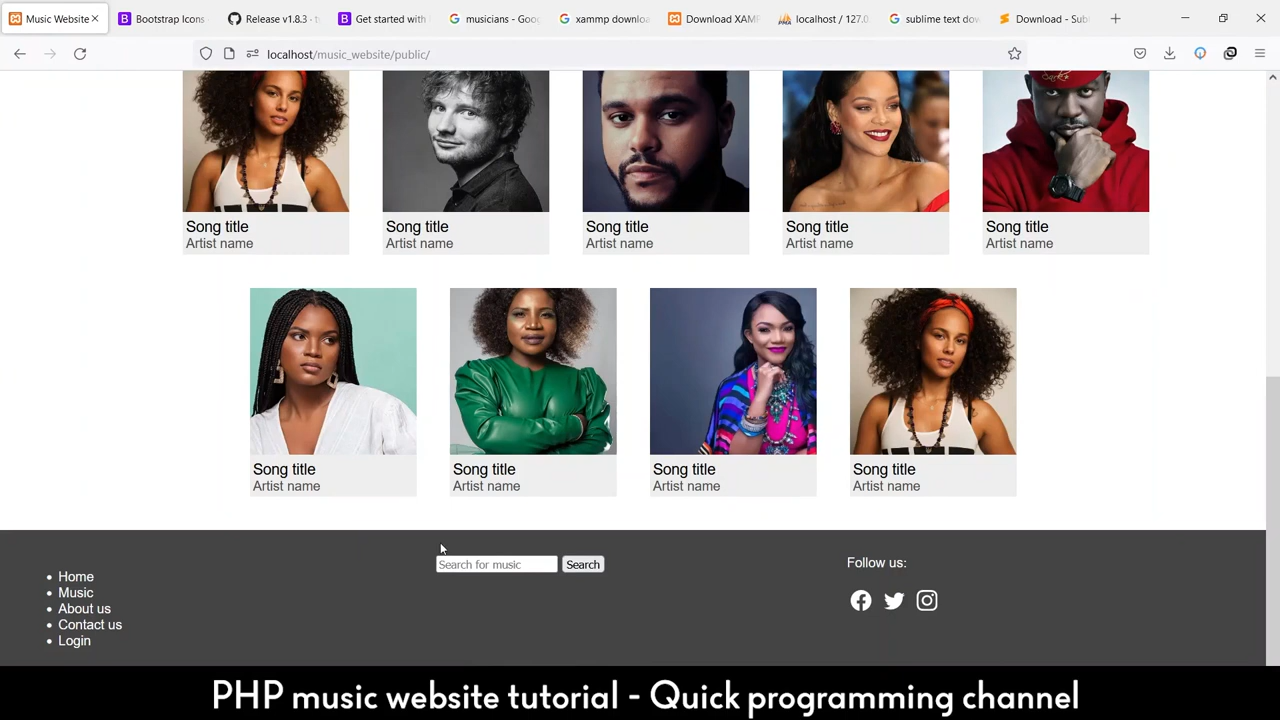 Music Website
Bootstrap Icons
Release v1.8.3 - t
Get started with
musicians - Goo
xammp downlo
Download XAM
localhost / 127.0
sublime text do
Download - Sub
localhost/music_website/public/
Song title
Artist name
Song title
Artist name
Song title
Artist name
Song title
Artist name
Song title
Artist name
Song title
Artist name
Song title
Artist name
Song title
Artist name
Song title
Artist name
Home
Music
About us
Contact us
Login
Search for music
Search
Follow us:
PHP music website tutorial - Quick programming channel